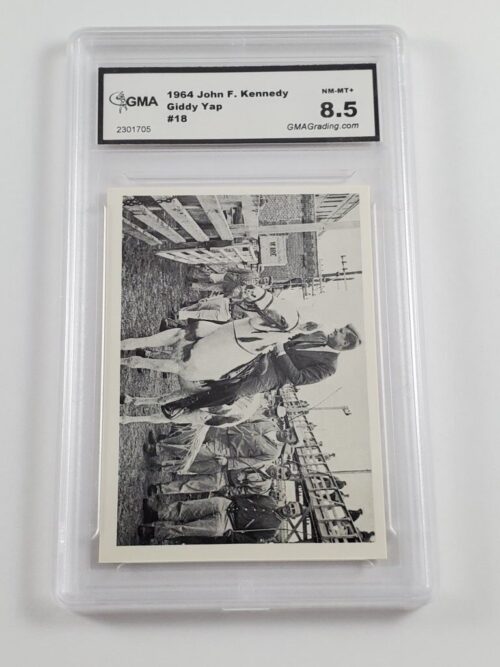 GMA
2301705
1964 John F. Kennedy
Giddy Yap
#18
NM-MT+
8.5
GMAGrading.com